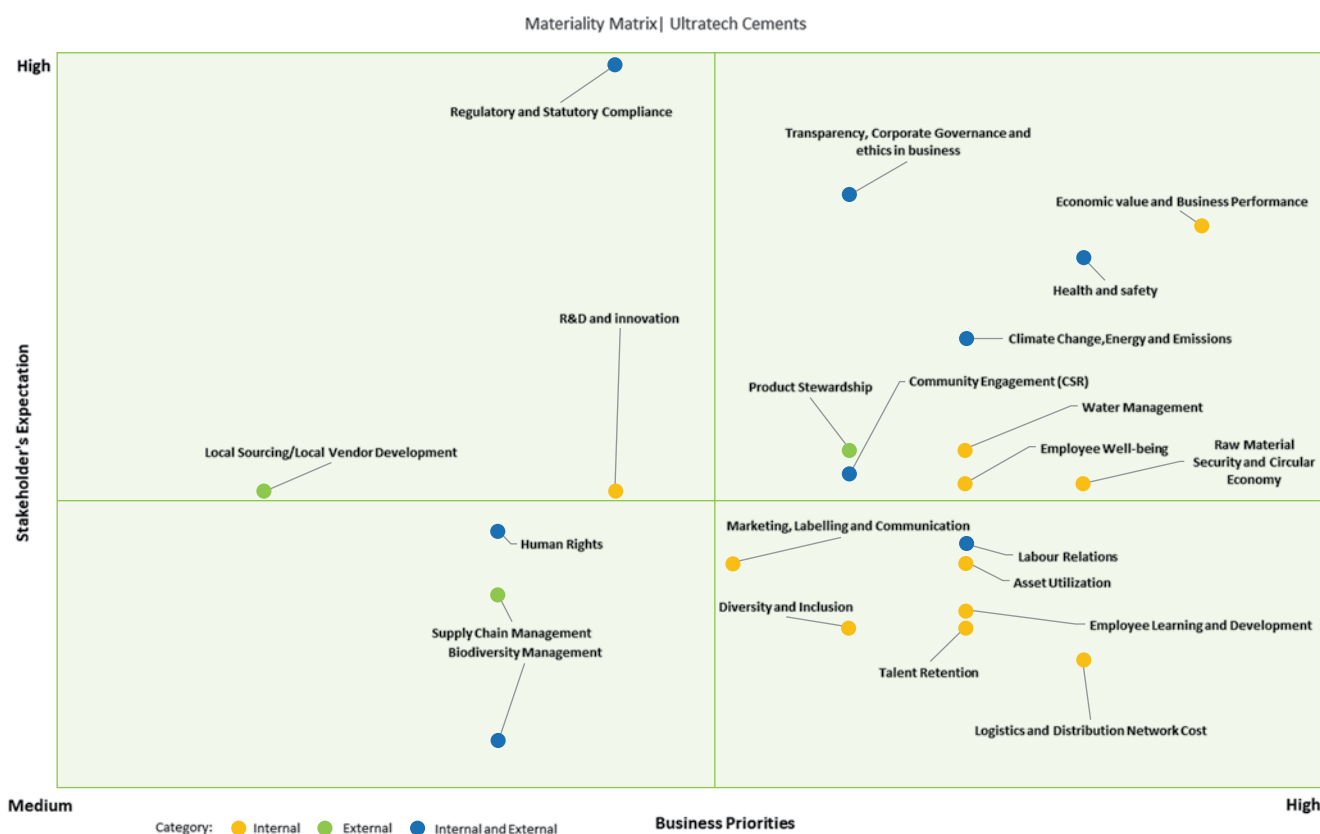 Materiality Matrix| Ultratech Cements
High
Regulatory and Statutory Compliance
Transparency, Corporate Governance and
ethics in business
Economic value and Business Performance
Health and safety
R&D and innovation
Climate Change,Energy and Emissions
Product Stewardship
Community Engagement (CSR)
Water Management
Local Sourcing/Local Vendor Development
Employee Well-being
Raw Material
Security and Circular
Economy
Stakeholder's Expectation
Marketing, Labelling and Communication
Human Rights
Labour Relations
Asset Utilization
Diversity and Inclusion
Employee Learning and Development
Supply Chain Management
Biodiversity Management
Talent Retention
Logistics and Distribution Network Cost
Medium
High
Business Priorities
Category: Internal External Internal and External